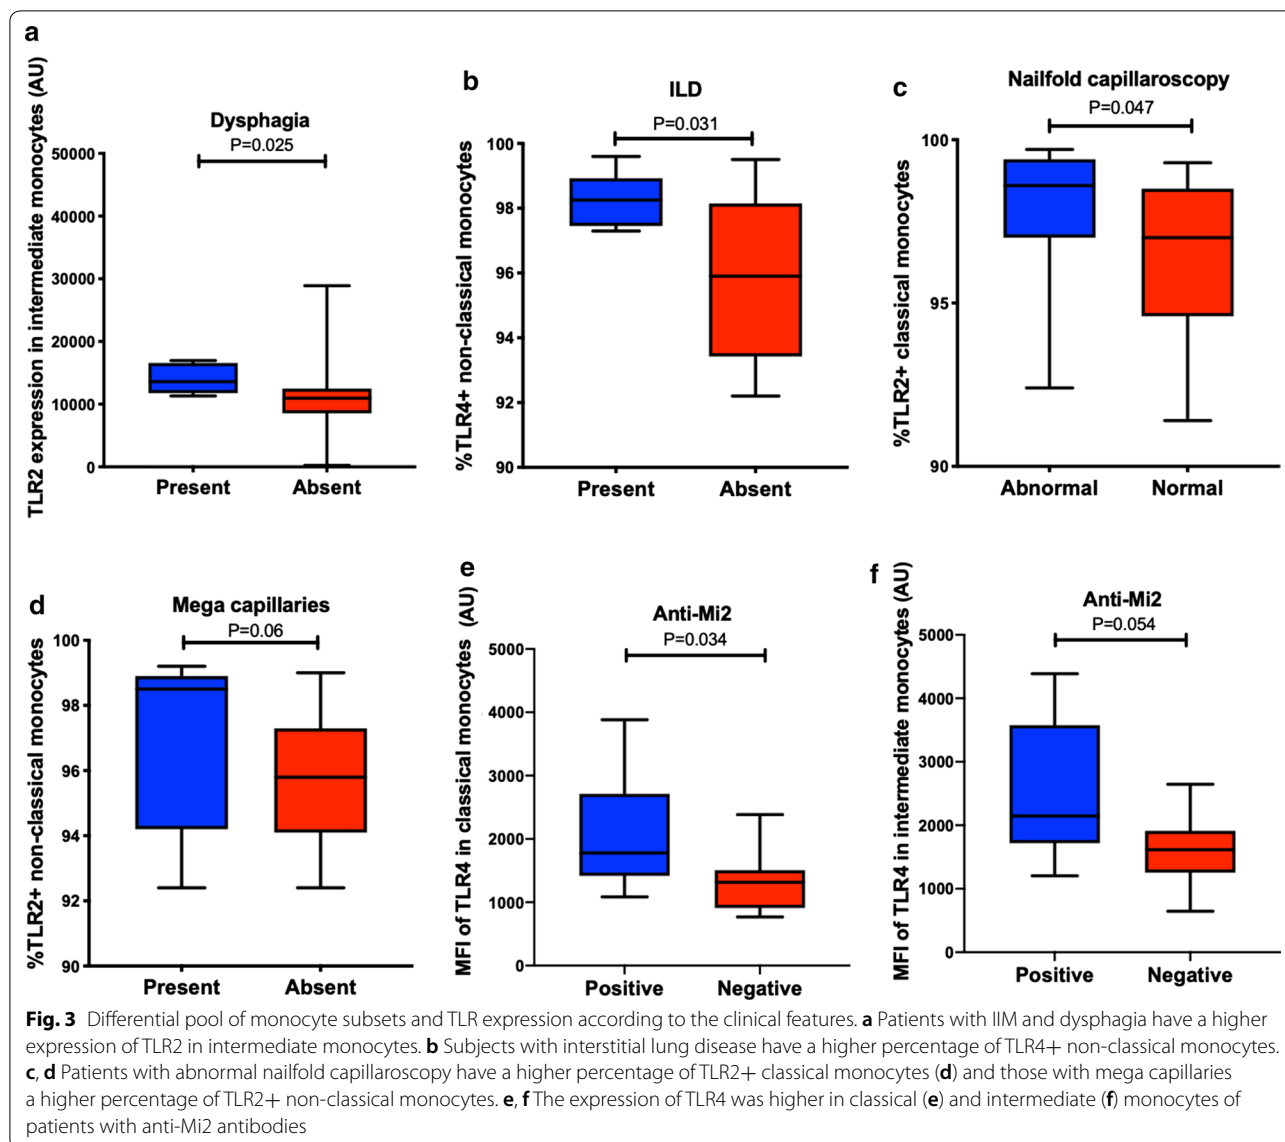 a
TLR2 expression in intermediate monocytes (AU)
Dysphagia
P=0.025
50000
40000
30000
20000
10000
0
Present Absent
b
ILD
P=0.031
%TLR4+ non-classical monocytes
100
98
96
94
92
90
Present Absent
c
Nailfold capillaroscopy
P=0.047
%TLR2+ classical monocytes
100
95
90
Abnormal Normal
d
Mega capillaries
P=0.06
%TLR2+ non-classical monocytes
100
98
96
94
92
90
Present Absent
e
Anti-Mi2
P=0.034
MFI of TLR4 in classical monocytes (AU)
5000
4000
3000
2000
1000
0
Positive Negative
f
Anti-Mi2
P=0.054
MFI of TLR4 in intermediate monocytes (AU)
5000
4000
3000
2000
1000
0
Positive Negative
Fig. 3 Differential pool of monocyte subsets and TLR expression according to the clinical features. a Patients with IIM and dysphagia have a higher
expression of TLR2 in intermediate monocytes. b Subjects with interstitial lung disease have a higher percentage of TLR4+ non-classical monocytes.
c, d Patients with abnormal nailfold capillaroscopy have a higher percentage of TLR2+ classical monocytes (d) and those with mega capillaries
a higher percentage of TLR2+ non-classical monocytes. e, f The expression of TLR4 was higher in classical (e) and intermediate (f) monocytes of
patients with anti-Mi2 antibodies